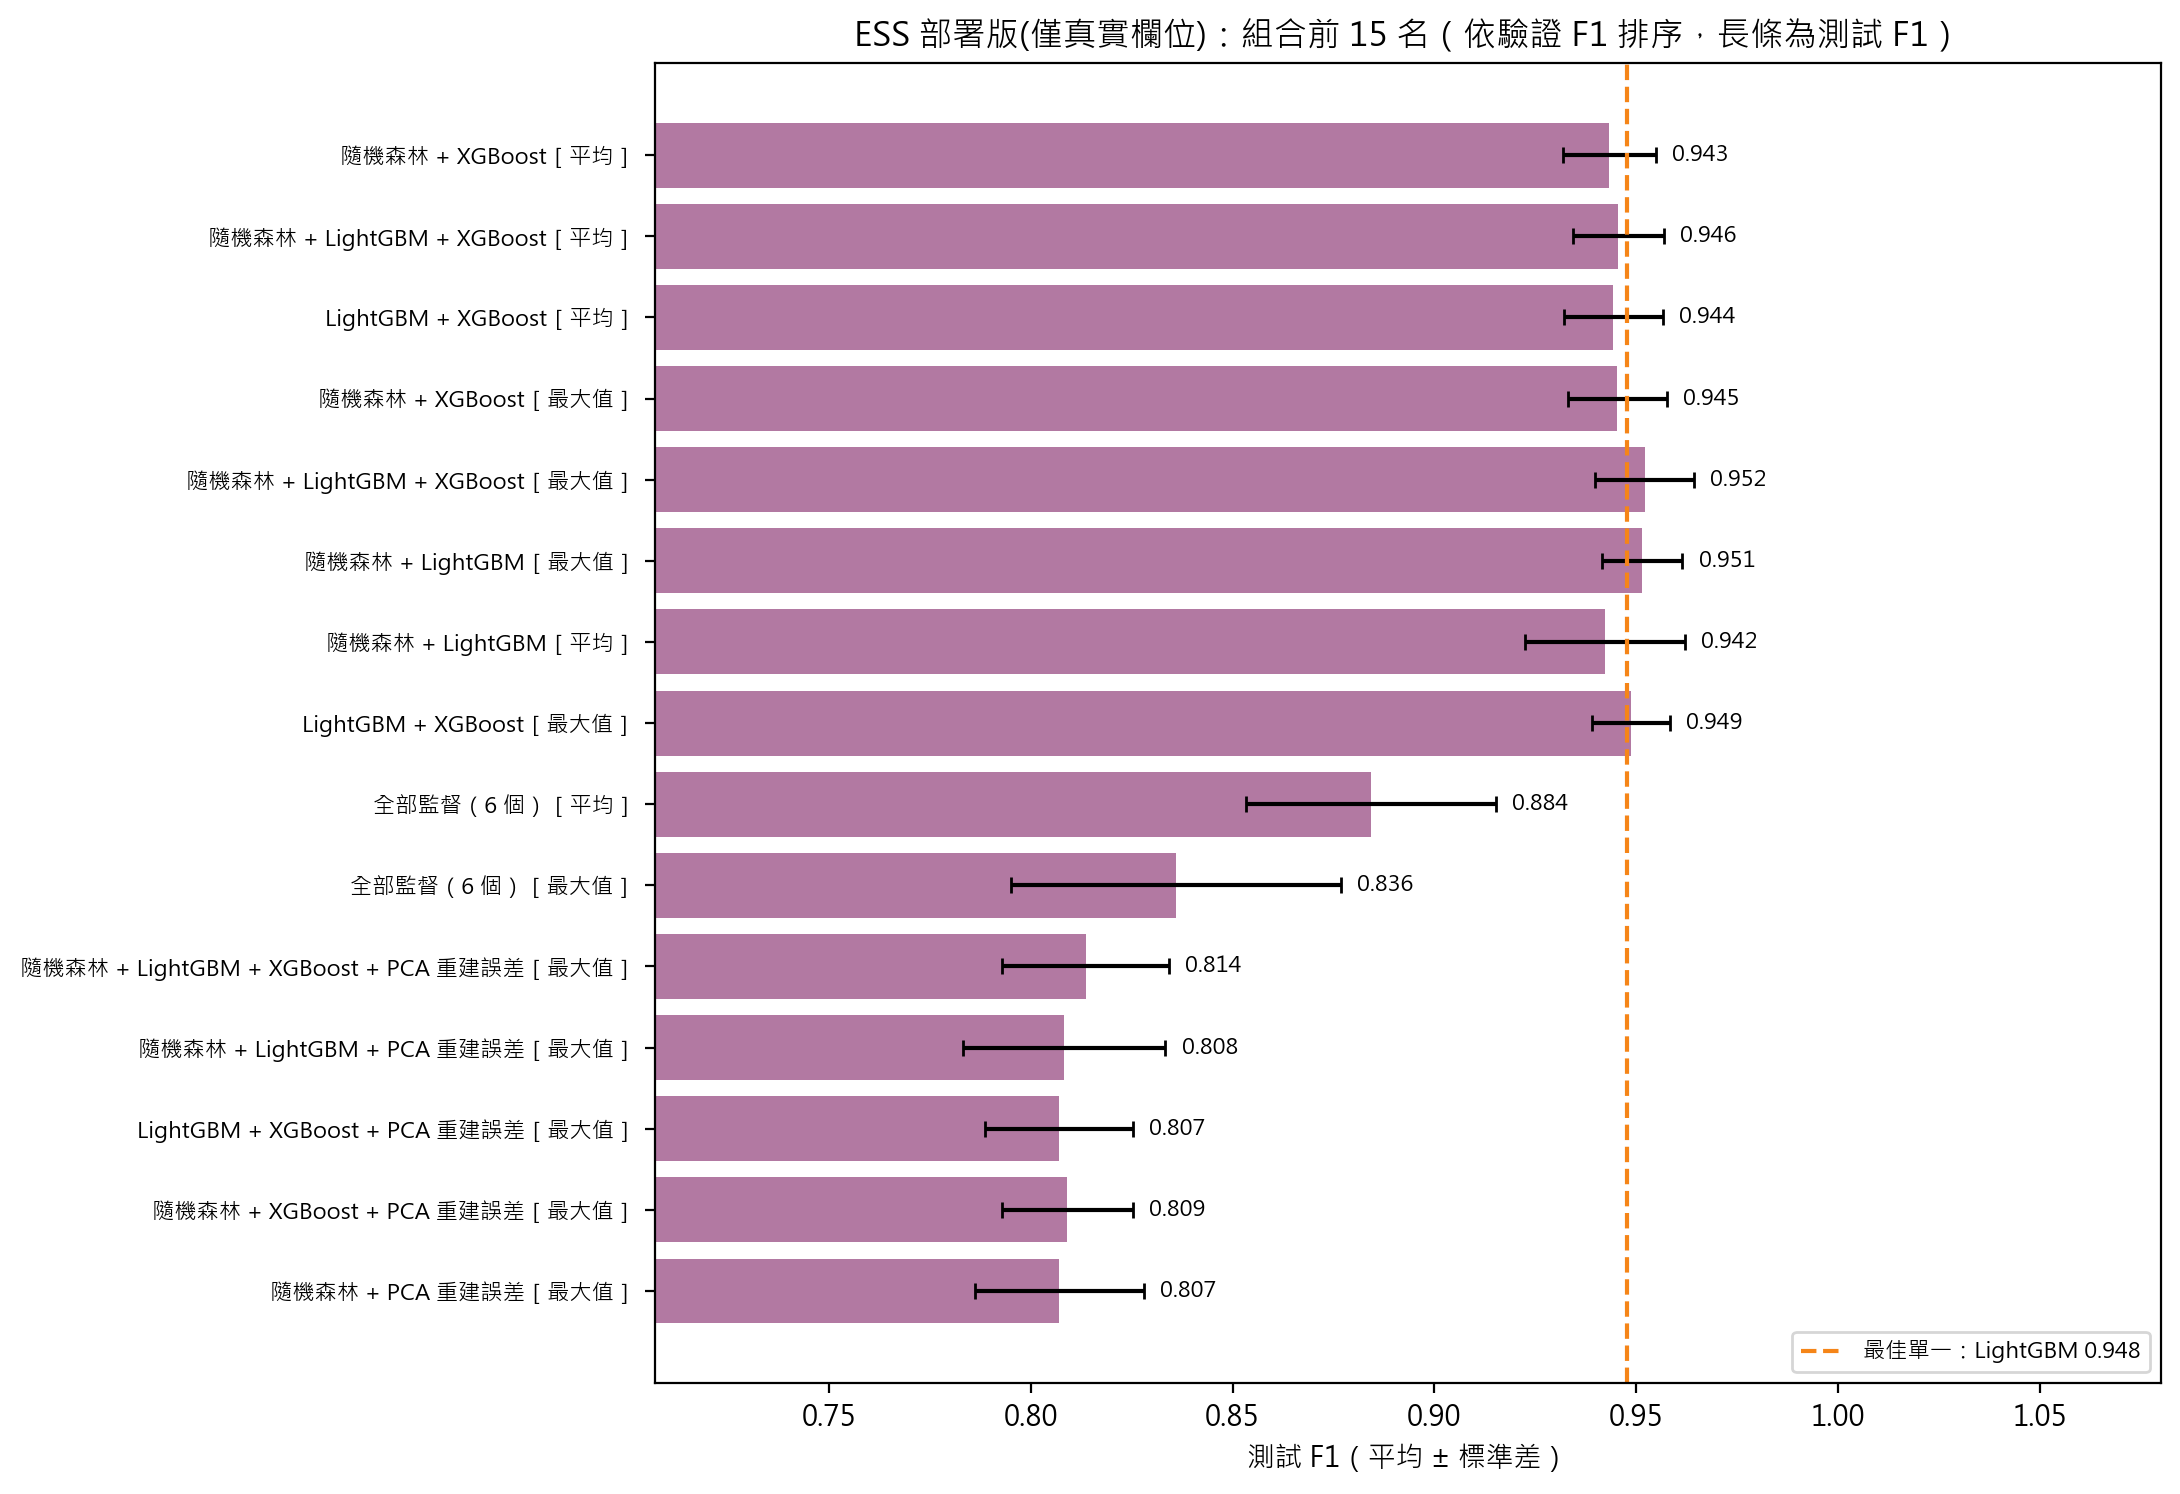 ESS 部署版(僅真實欄位)：組合前 15 名（依驗證 F1 排序，長條為測試 F1）
隨機森林 + XGBoost［平均］ 0.943
隨機森林 + LightGBM + XGBoost［平均］ 0.946
LightGBM + XGBoost［平均］ 0.944
隨機森林 + XGBoost［最大值］ 0.945
隨機森林 + LightGBM + XGBoost［最大值］ 0.952
隨機森林 + LightGBM［最大值］ 0.951
隨機森林 + LightGBM［平均］ 0.942
LightGBM + XGBoost［最大值］ 0.949
全部監督（6 個）［平均］ 0.884
全部監督（6 個）［最大值］ 0.836
隨機森林 + LightGBM + XGBoost + PCA 重建誤差［最大值］ 0.814
隨機森林 + LightGBM + PCA 重建誤差［最大值］ 0.808
LightGBM + XGBoost + PCA 重建誤差［最大值］ 0.807
隨機森林 + XGBoost + PCA 重建誤差［最大值］ 0.809
隨機森林 + PCA 重建誤差［最大值］ 0.807
最佳單一：LightGBM 0.948
0.75 0.80 0.85 0.90 0.95 1.00 1.05
測試 F1（平均 ± 標準差）